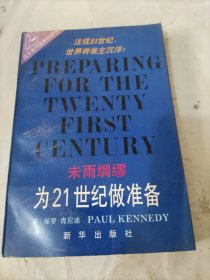 注视21世纪，
世界将谁主沉浮？
PREPARING
FOR THE
TWENTY
FIRST
CENTURY
未雨绸缪
为21世纪做准备
保罗·肯尼迪 PAUL KENNEDY
新华出版社